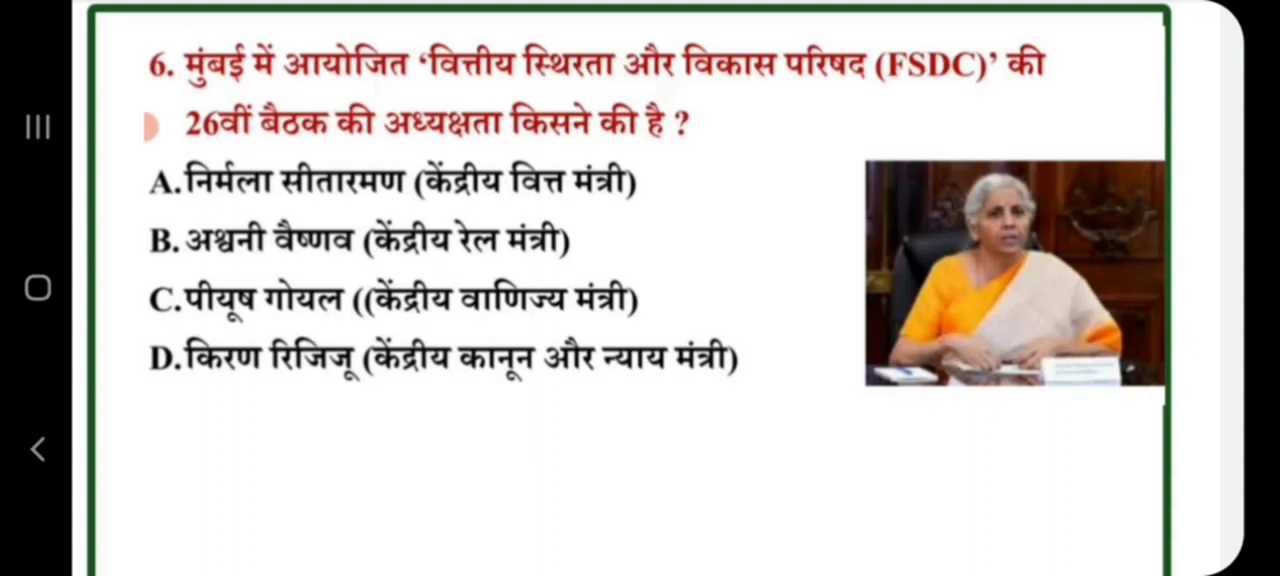 6. मुंबई में आयोजित ‘वित्तीय स्थिरता और विकास परिषद (FSDC)’ की
26वीं बैठक की अध्यक्षता किसने की है ?
A.निर्मला सीतारमण (केंद्रीय वित्त मंत्री)
B. अश्वनी वैष्णव (केंद्रीय रेल मंत्री)
C.पीयूष गोयल ((केंद्रीय वाणिज्य मंत्री)
D.किरण रिजिजू (केंद्रीय कानून और न्याय मंत्री)